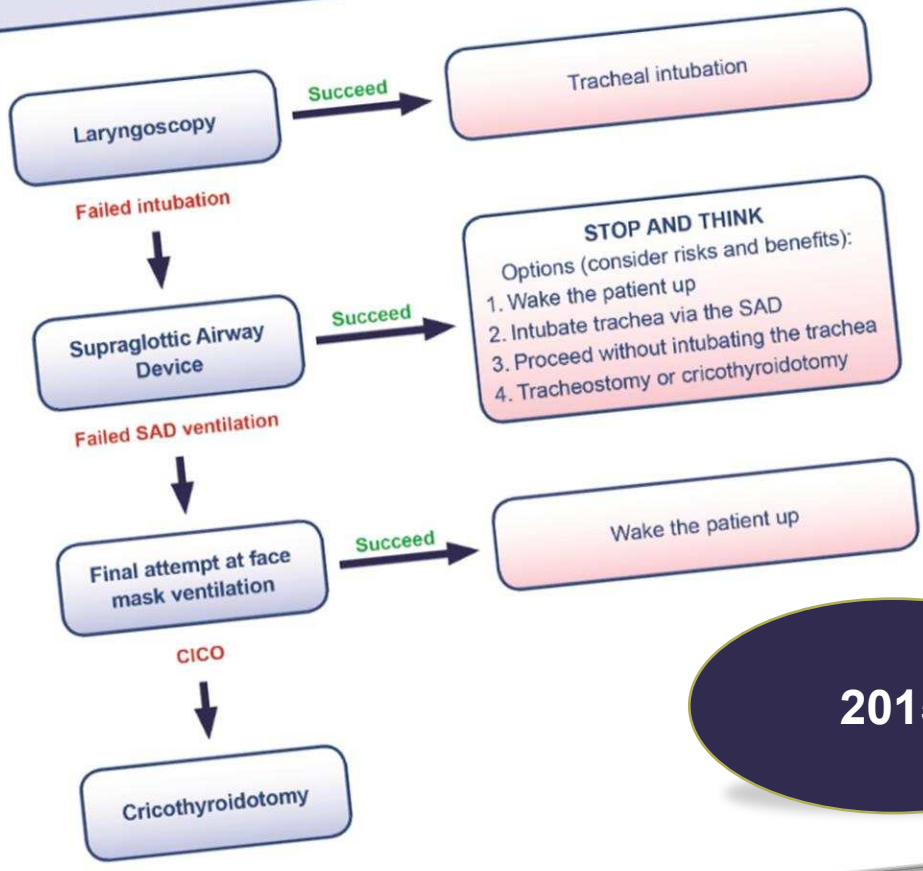 Laryngoscopy
Succeed
Tracheal intubation
Failed intubation
Supraglottic Airway
Device
Succeed
STOP AND THINK
Options (consider risks and benefits):
1. Wake the patient up
2. Intubate trachea via the SAD
3. Proceed without intubating the trachea
4. Tracheostomy or cricothyroidotomy
Failed SAD ventilation
Final attempt at face
mask ventilation
Succeed
Wake the patient up
CICO
Cricothyroidotomy